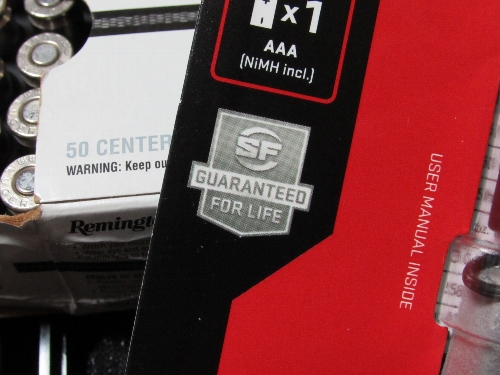 x1
AAA
(NiMH incl.)
50 CENTER
WARNING: Keep ou
Remington
SF
GUARANTEED
FOR LIFE
USER MANUAL INSIDE